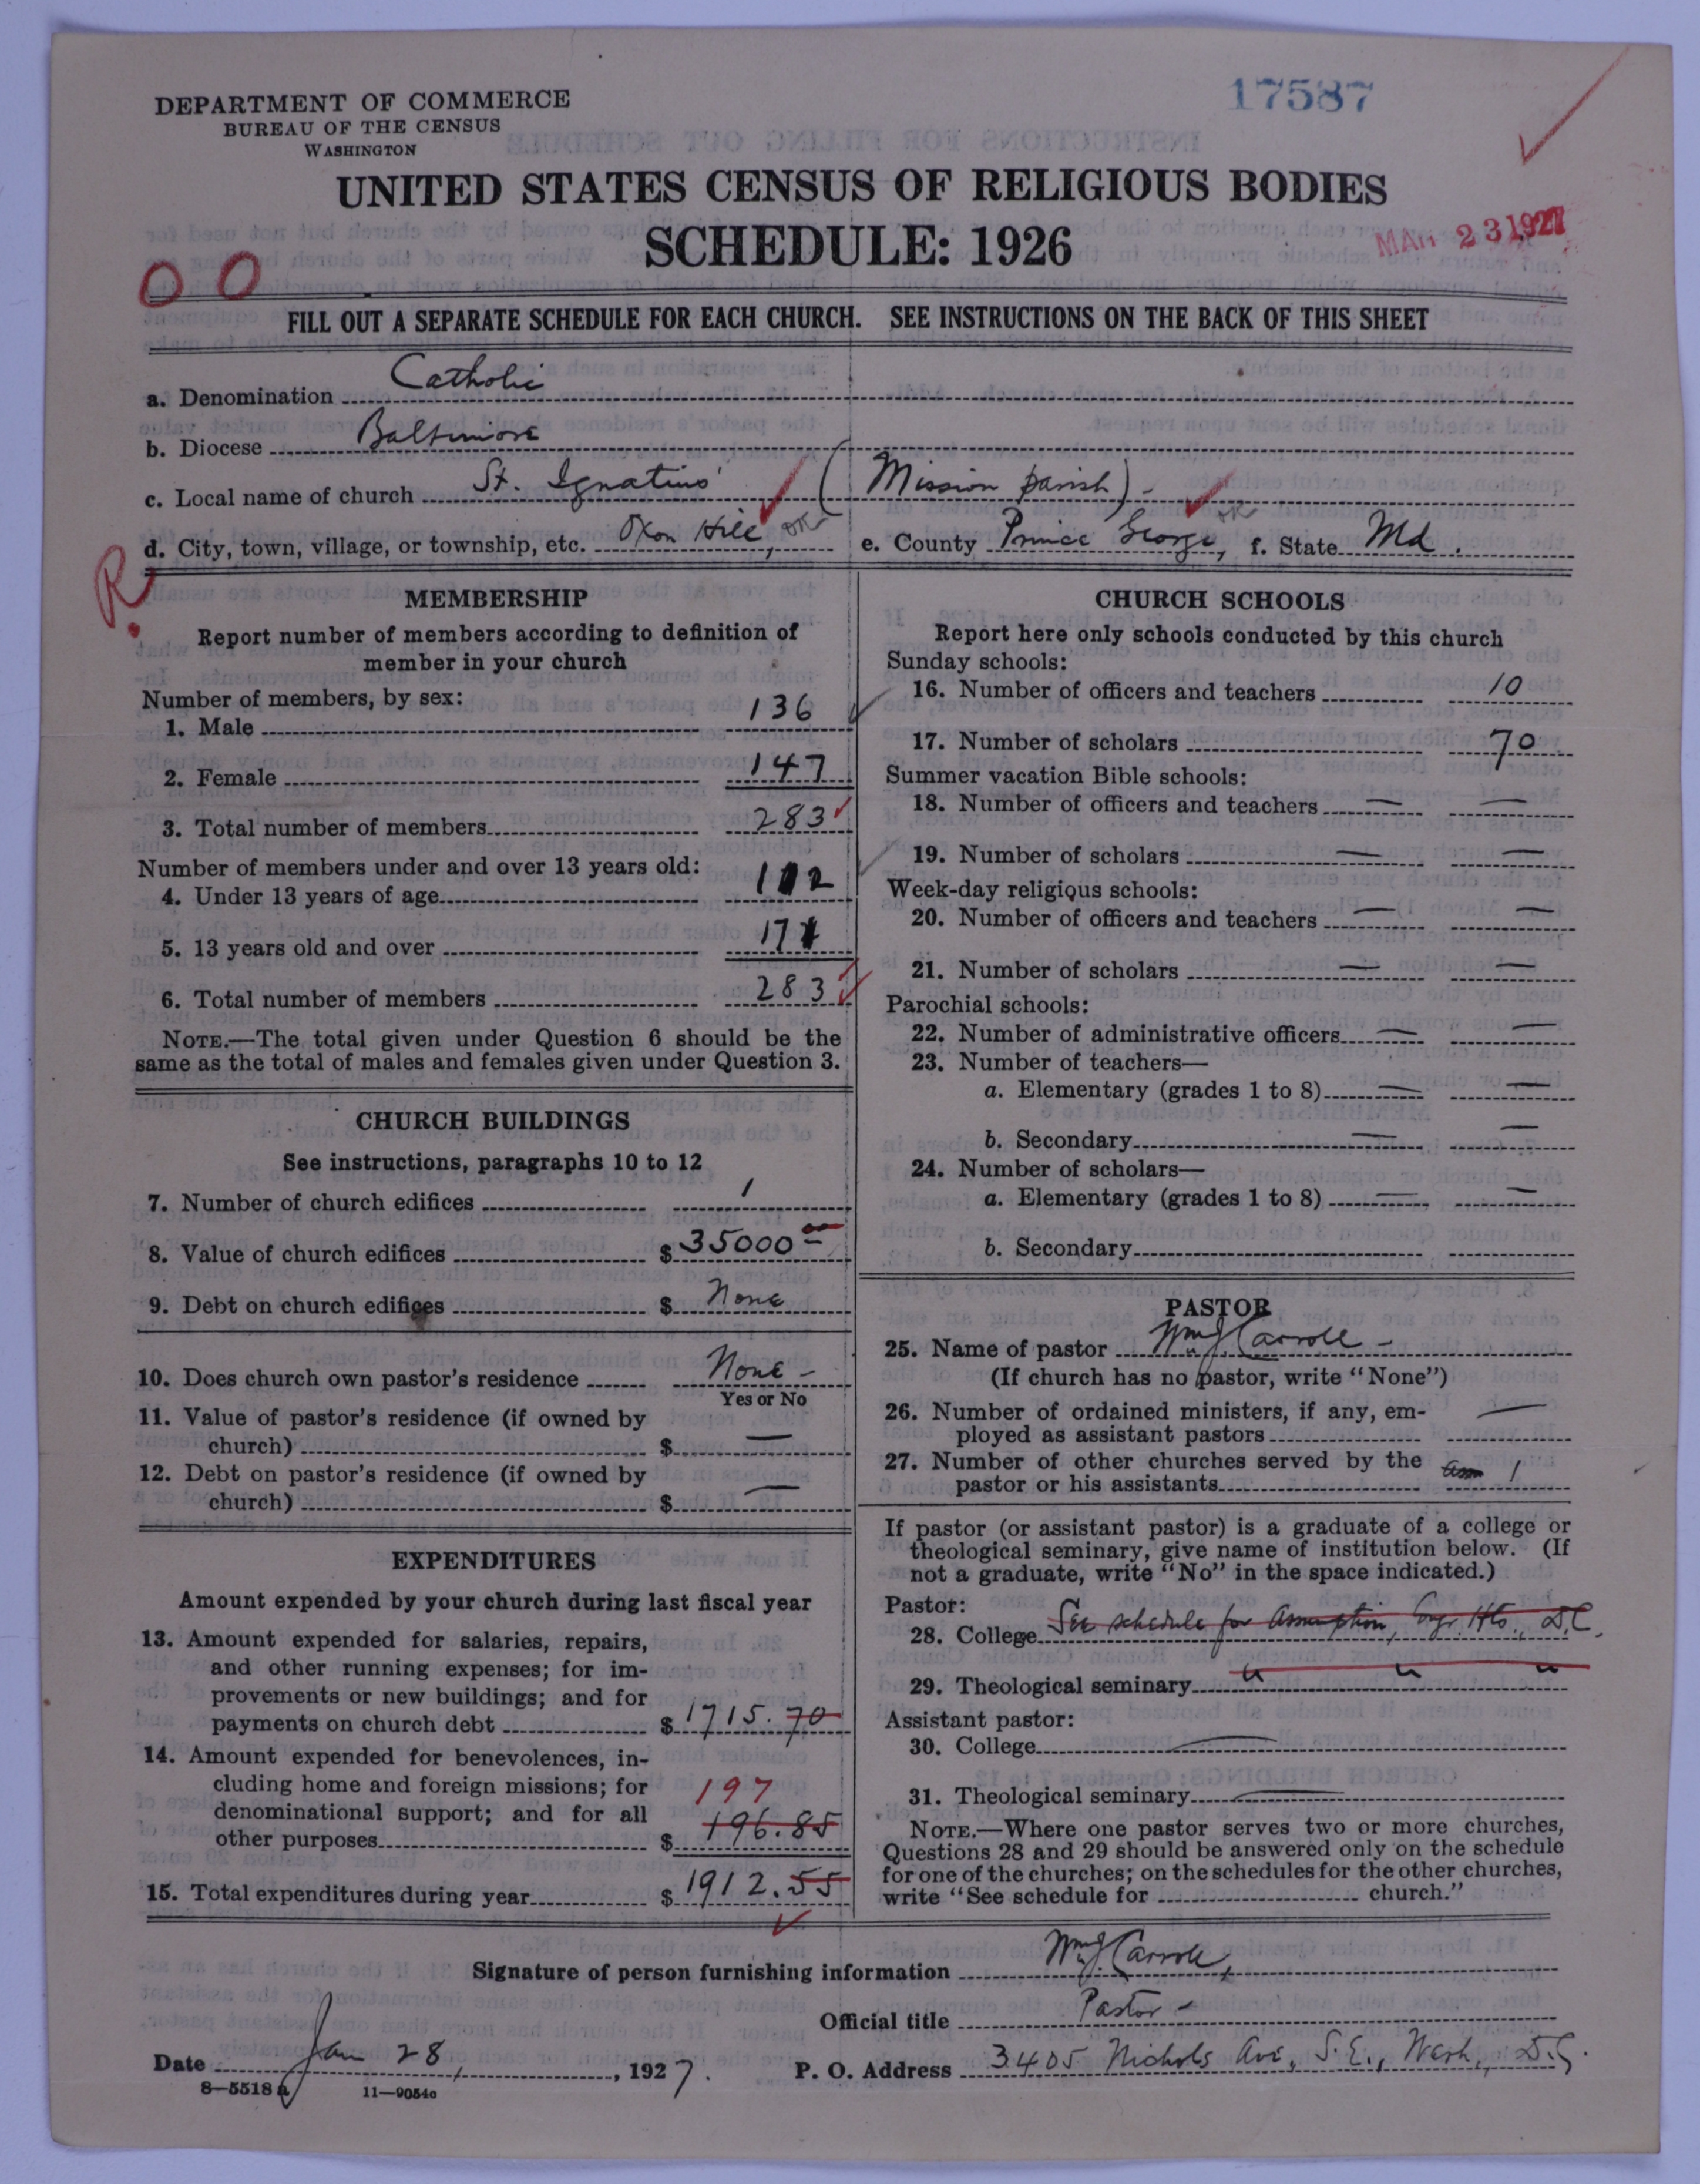 17587
DEPARTMENT OF COMMERCE
BUREAU OF THE CENSUS
WASHINGTON
UNITED STATES CENSUS OF RELIGIOUS BODIES
SCHEDULE: 1926
MAR 23 1927
O O
FILL OUT A SEPARATE SCHEDULE FOR EACH CHURCH. SEE INSTRUCTIONS ON THE BACK OF THIS SHEET
a. Denomination Catholic
b. Diocese Baltimore
c. Local name of church St. Ignatius' (Mission parish) -
d. City, town, village, or township, etc. Oxon Hill, OK e. County Prince George, OK f. State Md.
R.
MEMBERSHIP
Report number of members according to definition of
member in your church
Number of members, by sex:
1. Male 136
2. Female 147
3. Total number of members 283
Number of members under and over 13 years old:
4. Under 13 years of age 112
5. 13 years old and over 171
6. Total number of members 283
NOTE.—The total given under Question 6 should be the
same as the total of males and females given under Question 3.
CHURCH BUILDINGS
See instructions, paragraphs 10 to 12
7. Number of church edifices 1
8. Value of church edifices $ 35000
9. Debt on church edifices $ None
10. Does church own pastor's residence None -
Yes or No
11. Value of pastor's residence (if owned by
church) $ —
12. Debt on pastor's residence (if owned by
church) $ —
EXPENDITURES
Amount expended by your church during last fiscal year
13. Amount expended for salaries, repairs,
and other running expenses; for im-
provements or new buildings; and for
payments on church debt $ 1715.70
14. Amount expended for benevolences, in-
cluding home and foreign missions; for 197
denominational support; and for all 196.85
other purposes $
15. Total expenditures during year $ 1912.55
CHURCH SCHOOLS
Report here only schools conducted by this church
Sunday schools:
16. Number of officers and teachers 10
17. Number of scholars 70
Summer vacation Bible schools:
18. Number of officers and teachers — —
19. Number of scholars — —
Week-day religious schools:
20. Number of officers and teachers — —
21. Number of scholars — —
Parochial schools:
22. Number of administrative officers — —
23. Number of teachers—
a. Elementary (grades 1 to 8) — —
b. Secondary — —
24. Number of scholars—
a. Elementary (grades 1 to 8) — —
b. Secondary
PASTOR
25. Name of pastor Wm J. Carroll -
(If church has no pastor, write "None")
26. Number of ordained ministers, if any, em-
ployed as assistant pastors —
27. Number of other churches served by the
pastor or his assistants 1
If pastor (or assistant pastor) is a graduate of a college or
theological seminary, give name of institution below. (If
not a graduate, write "No" in the space indicated.)
Pastor:
28. College See schedule for Assumption, Cong. Hts., D.C.
29. Theological seminary " " "
Assistant pastor:
30. College —
31. Theological seminary —
NOTE.—Where one pastor serves two or more churches,
Questions 28 and 29 should be answered only on the schedule
for one of the churches; on the schedules for the other churches,
write "See schedule for church."
Signature of person furnishing information Wm J. Carroll,
Official title Pastor -
Date Jan 28, 1927. P. O. Address 3405 Nichols Ave, S.E., Wash., D.C.
8—5518 a 11—9054c